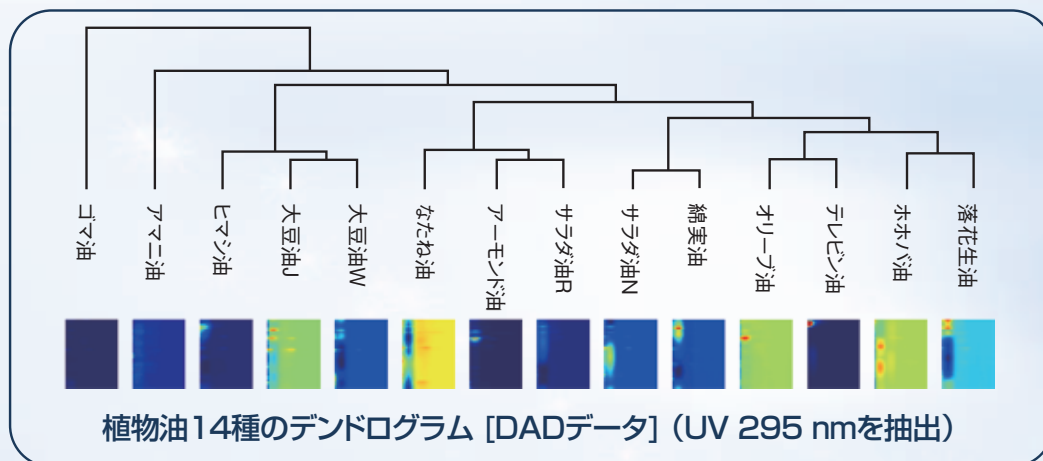 ゴマ油
アマニ油
ヒマシ油
大豆油J
大豆油W
なたね油
アーモンド油
サラダ油R
サラダ油N
綿実油
オリーブ油
テレビン油
ホホバ油
落花生油
植物油14種のデンドログラム [DADデータ]（UV 295 nmを抽出）